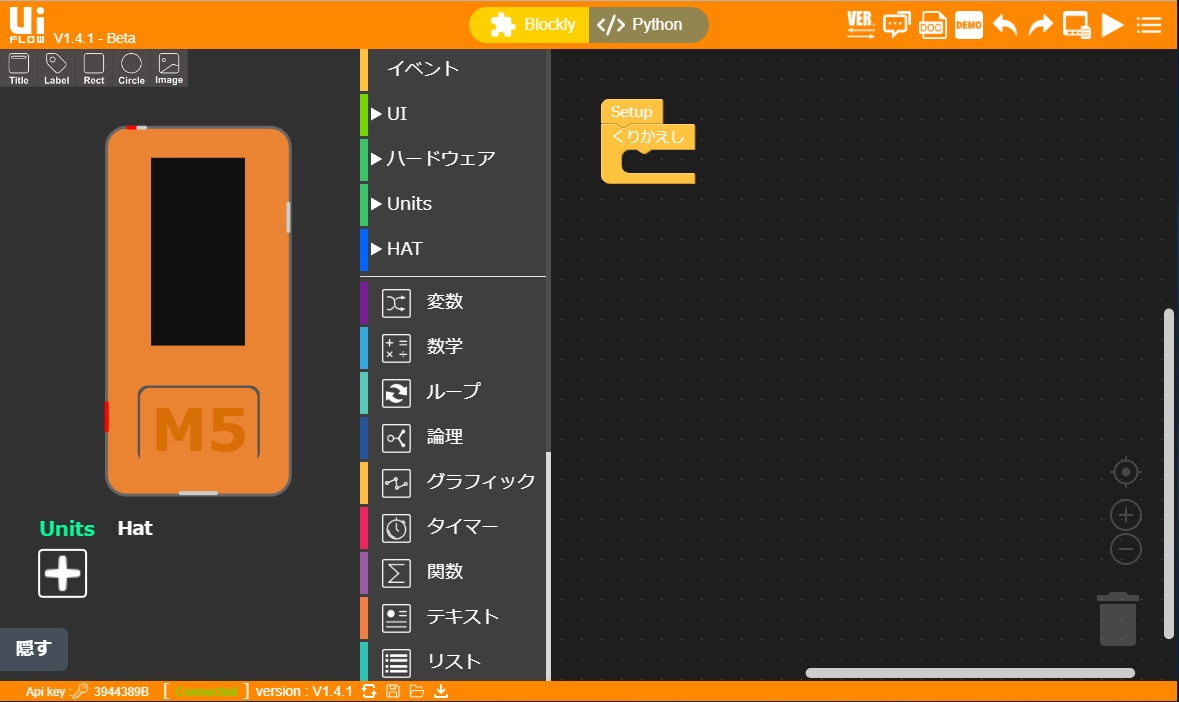 Ui
FLOW V1.4.1 - Beta
Blockly
</> Python
VER.
DOC
DEMO
Title
Label
Rect
Circle
Image
M5
Units
Hat
隠す
イベント
UI
ハードウェア
Units
HAT
変数
数学
ループ
論理
グラフィック
タイマー
関数
テキスト
リスト
Setup
くりかえし
Api key : 3944389B [ Connected ] version : V1.4.1